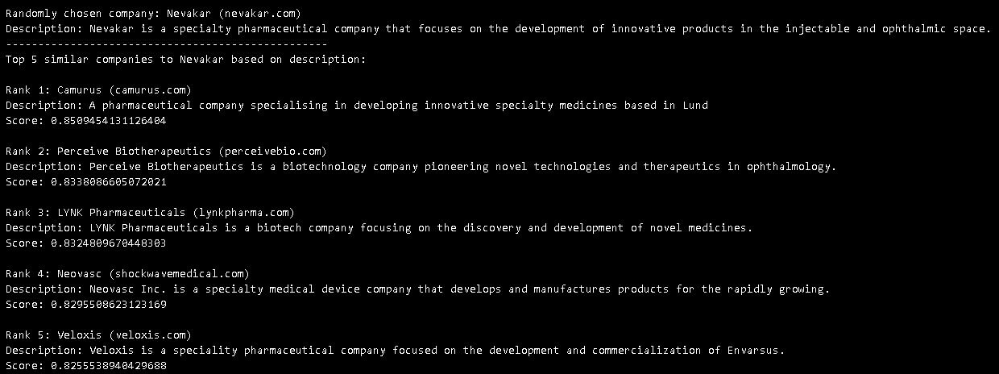 Randomly chosen company: Nevakar (nevakar.com)
Description: Nevakar is a specialty pharmaceutical company that focuses on the development of innovative products in the injectable and ophthalmic space.
--------------------------------------------------
Top 5 similar companies to Nevakar based on description:
Rank 1: Camurus (camurus.com)
Description: A pharmaceutical company specialising in developing innovative specialty medicines based in Lund
Score: 0.8509454131126404
Rank 2: Perceive Biotherapeutics (perceivebio.com)
Description: Perceive Biotherapeutics is a biotechnology company pioneering novel technologies and therapeutics in ophthalmology.
Score: 0.8338086605072021
Rank 3: LYNK Pharmaceuticals (lynkpharma.com)
Description: LYNK Pharmaceuticals is a biotech company focusing on the discovery and development of novel medicines.
Score: 0.8324809670448303
Rank 4: Neovasc (shockwavemedical.com)
Description: Neovasc Inc. is a specialty medical device company that develops and manufactures products for the rapidly growing.
Score: 0.8295508623123169
Rank 5: Veloxis (veloxis.com)
Description: Veloxis is a speciality pharmaceutical company focused on the development and commercialization of Envarsus.
Score: 0.8255538940429688